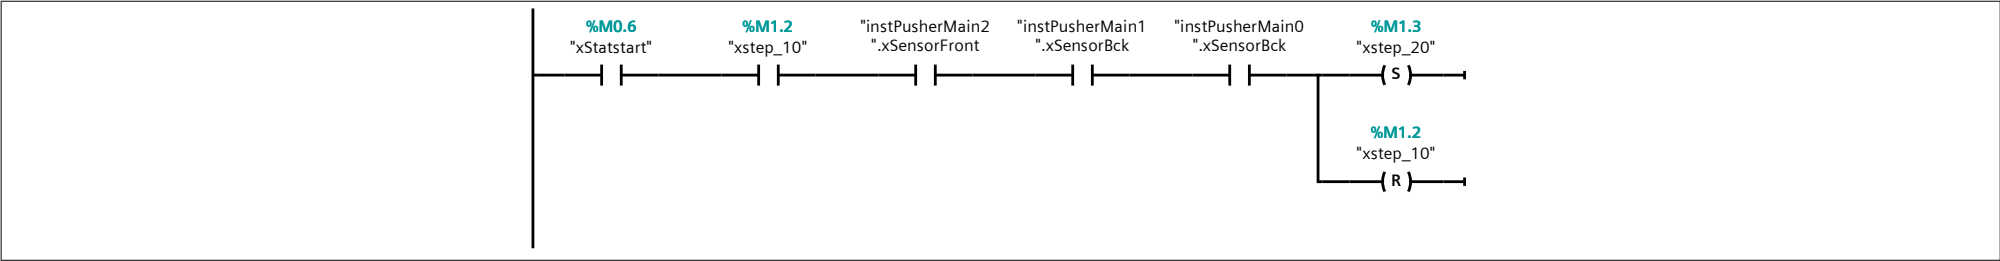 %M0.6
"xStatstart"
%M1.2
"xstep_10"
"instPusherMain2
".xSensorFront
"instPusherMain1
".xSensorBck
"instPusherMain0
".xSensorBck
%M1.3
"xstep_20"
S
%M1.2
"xstep_10"
R